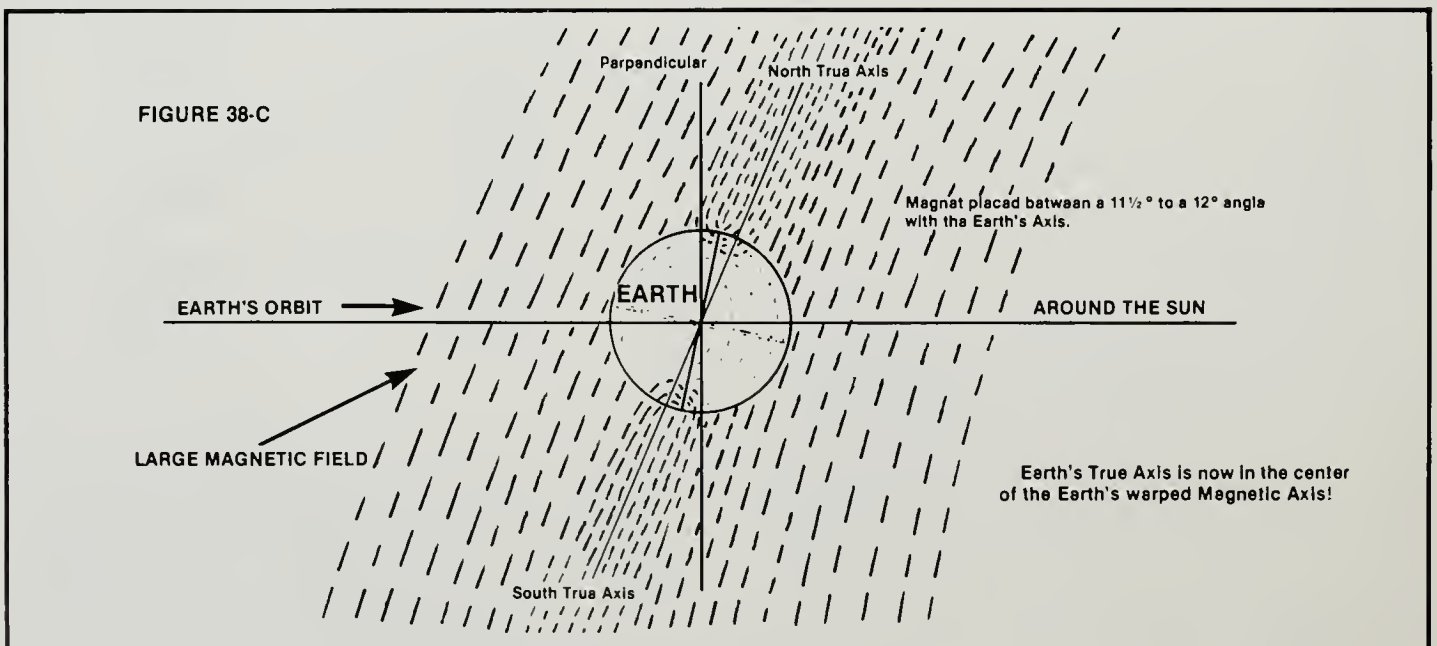 Parpandicular
North Trua Axis
FIGURE 38-C
Magnat placad batwaan a 11½° to a 12° angla
with tha Earth's Axis.
EARTH
EARTH'S ORBIT
AROUND THE SUN
LARGE MAGNETIC FIELD
Earth's True Axis is now in the center
of the Earth's warped Magnetic Axis!
South Trua Axis